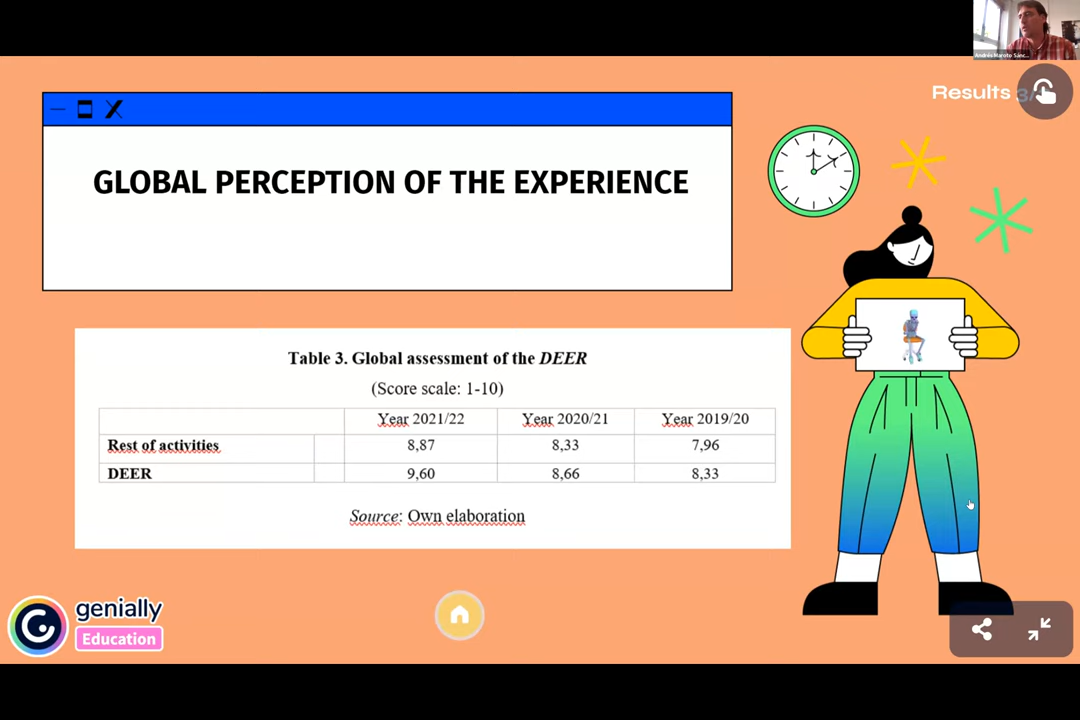 Results 3/
GLOBAL PERCEPTION OF THE EXPERIENCE
Table 3. Global assessment of the DEER
(Score scale: 1-10)
Year 2021/22 Year 2020/21 Year 2019/20
Rest of activities 8,87 8,33 7,96
DEER 9,60 8,66 8,33
Source: Own elaboration
genially
Education